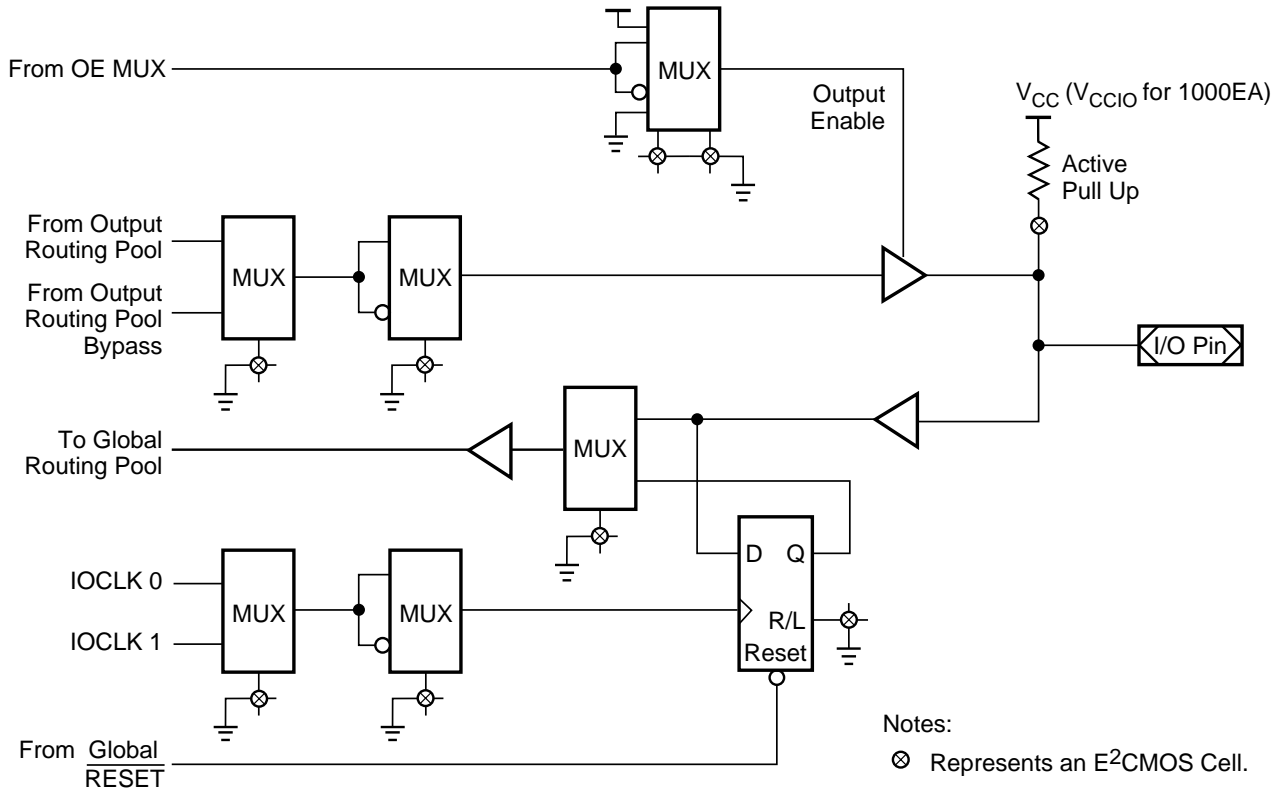 From OE MUX
MUX
Output
Enable
V_CC (V_CCIO for 1000EA)
Active
Pull Up
From Output
Routing Pool
MUX
MUX
From Output
Routing Pool
Bypass
I/O Pin
To Global
Routing Pool
MUX
D Q
R/L
Reset
IOCLK 0
MUX
MUX
IOCLK 1
From Global
RESET
Notes:
⊗ Represents an E²CMOS Cell.